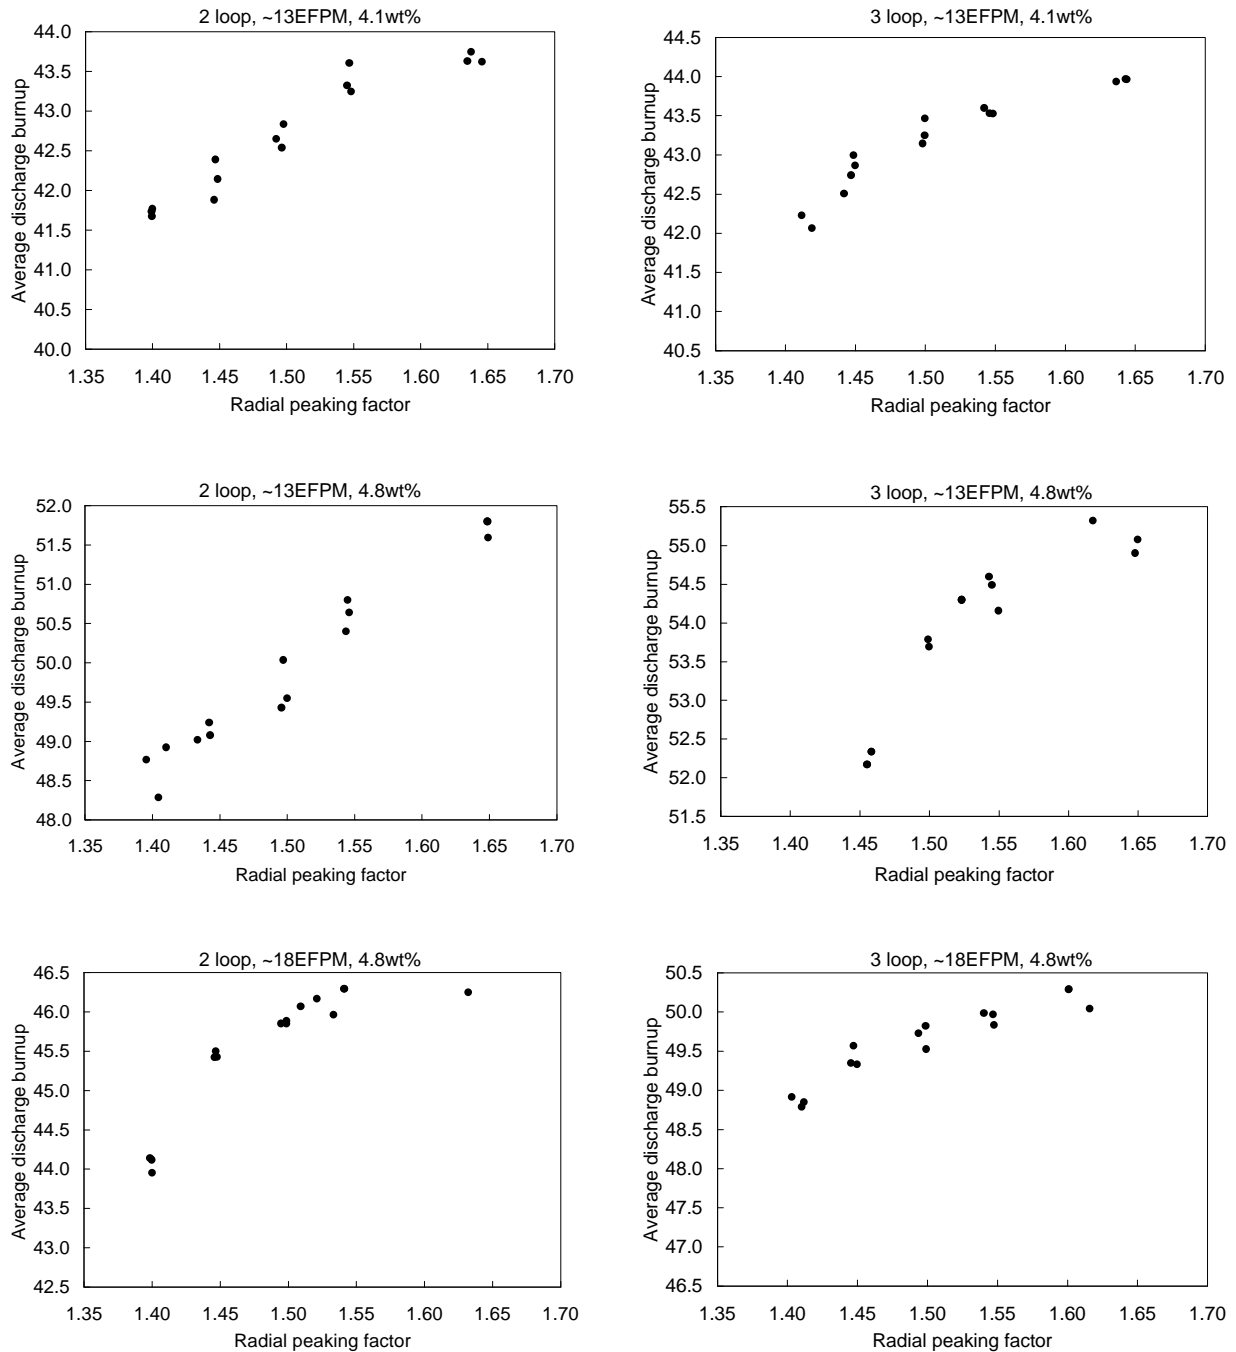 2 loop, ~13EFPM, 4.1wt%
Average discharge burnup
44.0
43.5
43.0
42.5
42.0
41.5
41.0
40.5
40.0
1.35 1.40 1.45 1.50 1.55 1.60 1.65 1.70
Radial peaking factor
3 loop, ~13EFPM, 4.1wt%
Average discharge burnup
44.5
44.0
43.5
43.0
42.5
42.0
41.5
41.0
40.5
1.35 1.40 1.45 1.50 1.55 1.60 1.65 1.70
Radial peaking factor
2 loop, ~13EFPM, 4.8wt%
Average discharge burnup
52.0
51.5
51.0
50.5
50.0
49.5
49.0
48.5
48.0
1.35 1.40 1.45 1.50 1.55 1.60 1.65 1.70
Radial peaking factor
3 loop, ~13EFPM, 4.8wt%
Average discharge burnup
55.5
55.0
54.5
54.0
53.5
53.0
52.5
52.0
51.5
1.35 1.40 1.45 1.50 1.55 1.60 1.65 1.70
Radial peaking factor
2 loop, ~18EFPM, 4.8wt%
Average discharge burnup
46.5
46.0
45.5
45.0
44.5
44.0
43.5
43.0
42.5
1.35 1.40 1.45 1.50 1.55 1.60 1.65 1.70
Radial peaking factor
3 loop, ~18EFPM, 4.8wt%
Average discharge burnup
50.5
50.0
49.5
49.0
48.5
48.0
47.5
47.0
46.5
1.35 1.40 1.45 1.50 1.55 1.60 1.65 1.70
Radial peaking factor